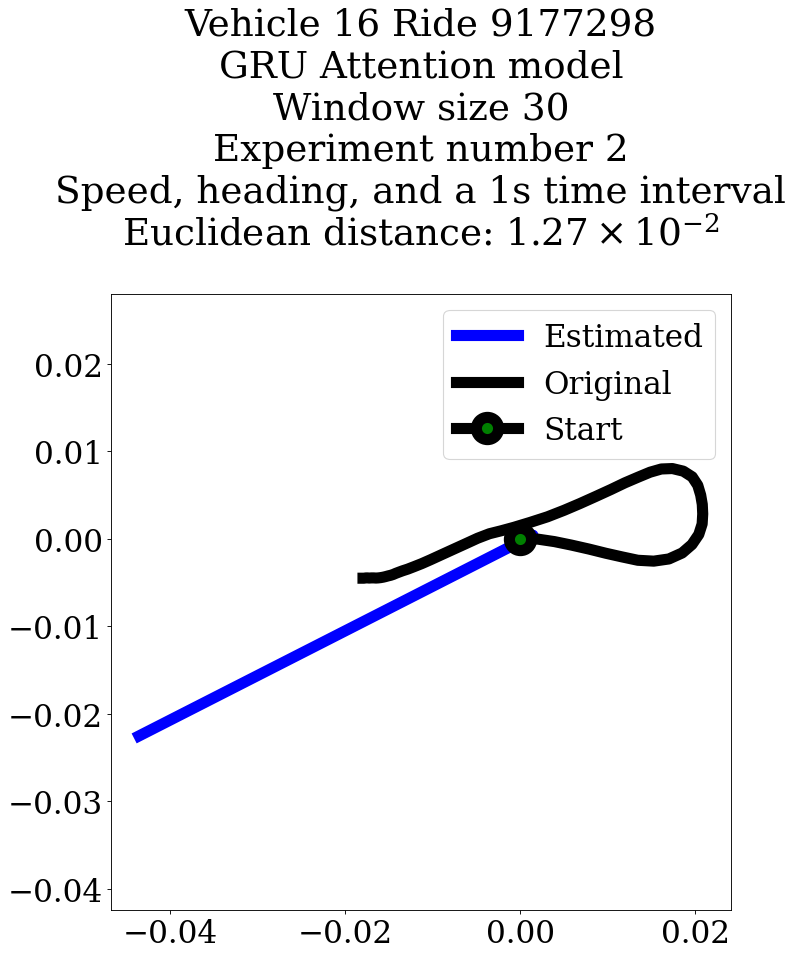 Vehicle 16 Ride 9177298
GRU Attention model
Window size 30
Experiment number 2
Speed, heading, and a 1s time interval
Euclidean distance: 1.27 × 10⁻²
Estimated
Original
Start
0.02
0.01
0.00
−0.01
−0.02
−0.03
−0.04
−0.04
−0.02
0.00
0.02